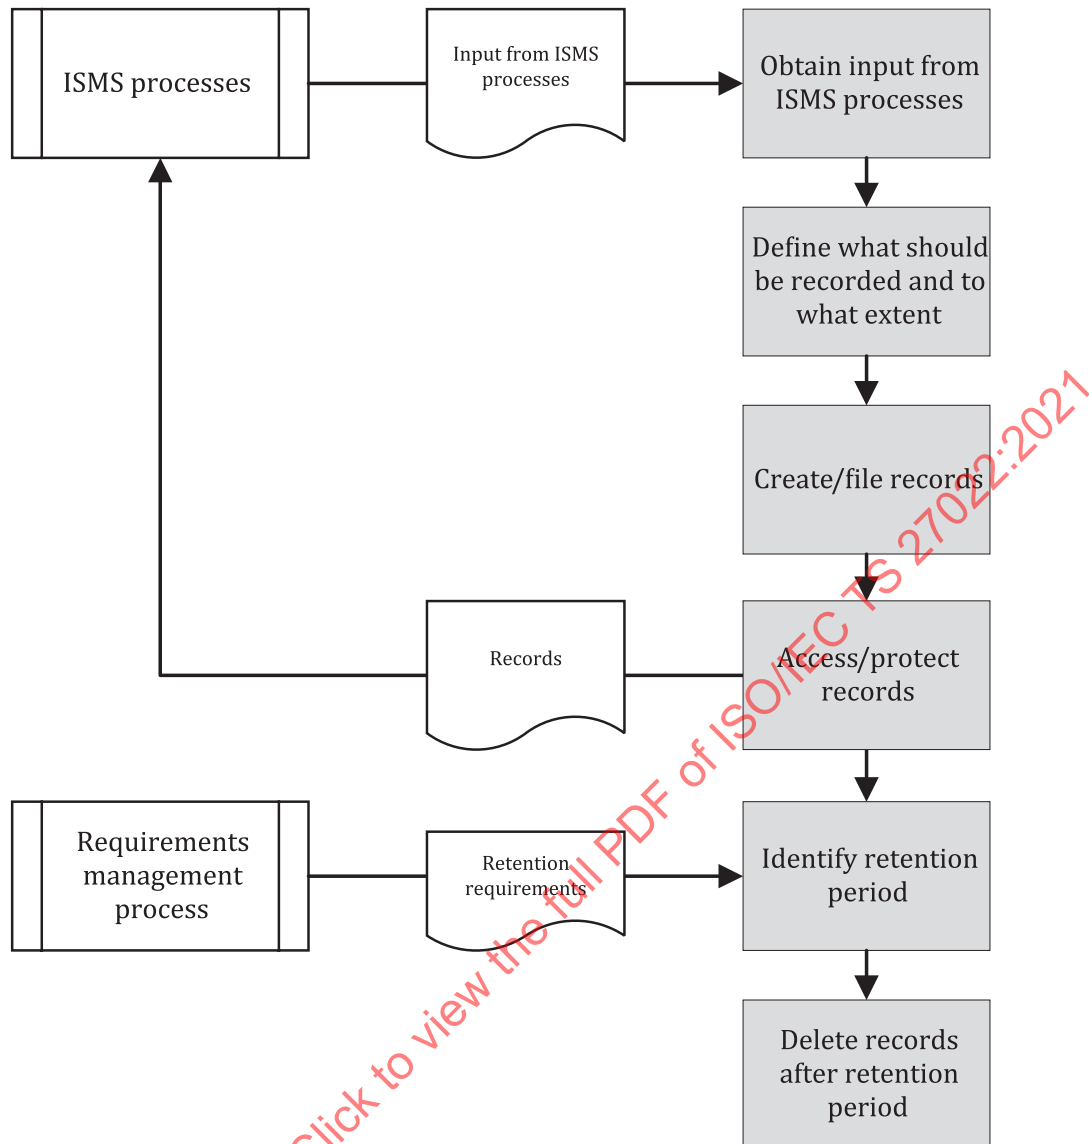 ISMS processes
Input from ISMS
processes
Obtain input from
ISMS processes
Define what should
be recorded and to
what extent
Create/file records
Access/protect
records
Records
Requirements
management
process
Retention
requirements
Identify retention
period
Delete records
after retention
period
Click to view the full PDF of ISO/IEC TS 27022:2021